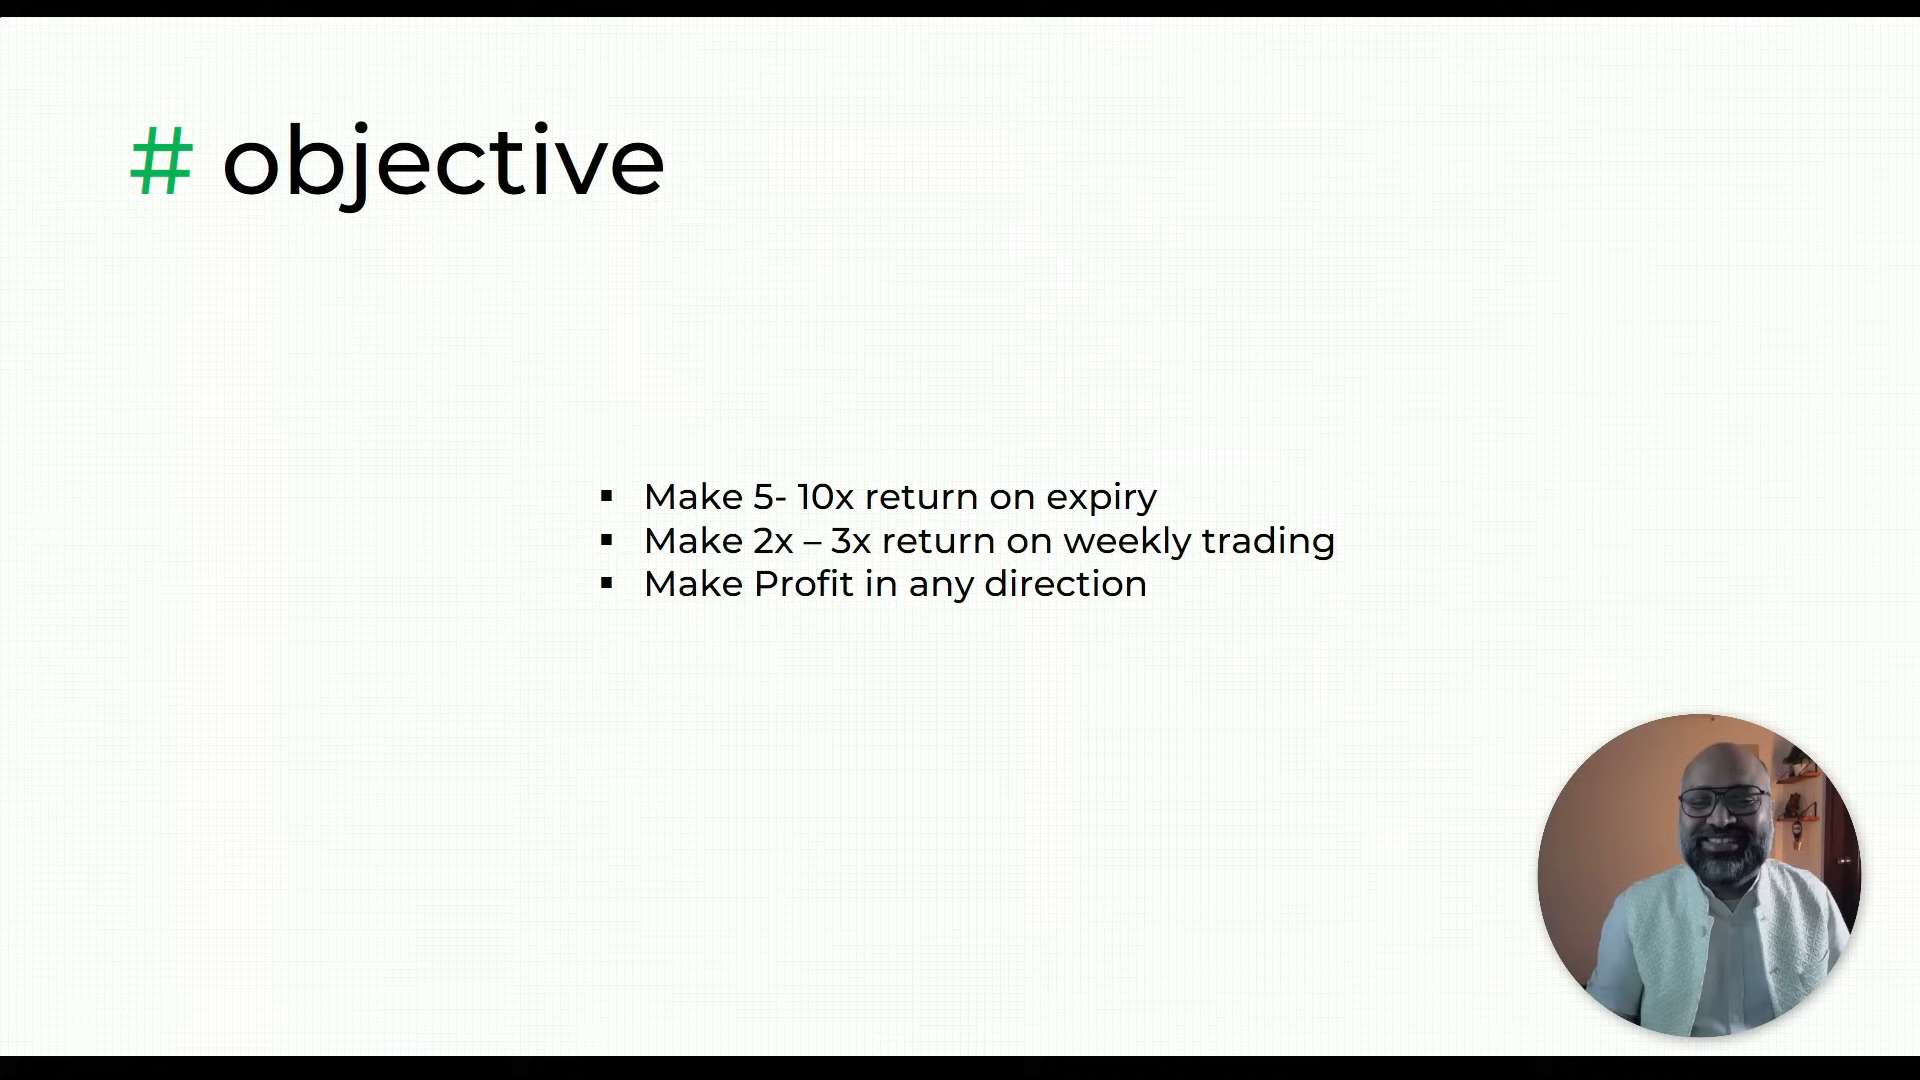 # objective
▪ Make 5- 10x return on expiry
▪ Make 2x – 3x return on weekly trading
▪ Make Profit in any direction